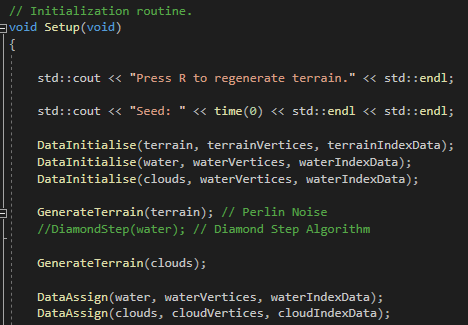 // Initialization routine.
void Setup(void)
{
std::cout << "Press R to regenerate terrain." << std::endl;
std::cout << "Seed: " << time(0) << std::endl << std::endl;
DataInitialise(terrain, terrainVertices, terrainIndexData);
DataInitialise(water, waterVertices, waterIndexData);
DataInitialise(clouds, waterVertices, waterIndexData);
GenerateTerrain(terrain); // Perlin Noise
//DiamondStep(water); // Diamond Step Algorithm
GenerateTerrain(clouds);
DataAssign(water, waterVertices, waterIndexData);
DataAssign(clouds, cloudVertices, cloudIndexData);